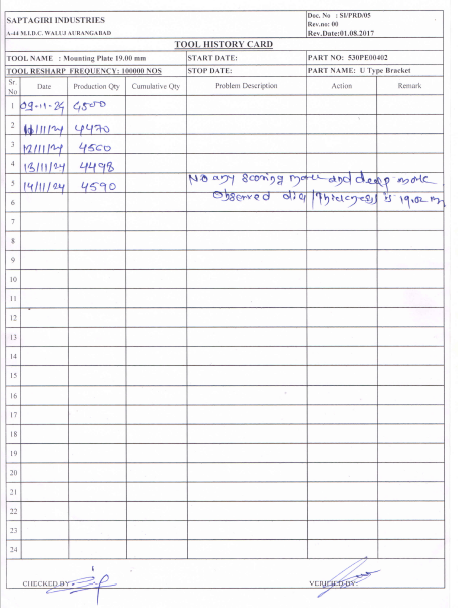 SAPTAGIRI INDUSTRIES
A-44 M.I.D.C. WALUJ AURANGABAD
Doc. No : SI/PRD/05
Rev.no: 00
Rev.Date:01.08.2017
TOOL HISTORY CARD
TOOL NAME : Mounting Plate 19.00 mm START DATE: PART NO: 530PE00402
TOOL RESHARP FREQUENCY: 100000 NOS STOP DATE: PART NAME: U Type Bracket
Sr. No Date Production Qty Cumulative Qty Problem Description Action Remark
1 09-11-24 4500
2 11/11/24 4470
3 12/11/24 4560
4 13/11/24 4498
5 14/11/24 4590 No any scoring mark and deep mark
6 observed die thickness is 19.02 m
7
8
9
10
11
12
13
14
15
16
17
18
19
20
21
22
23
24
CHECKED BY: VERIFIED BY: